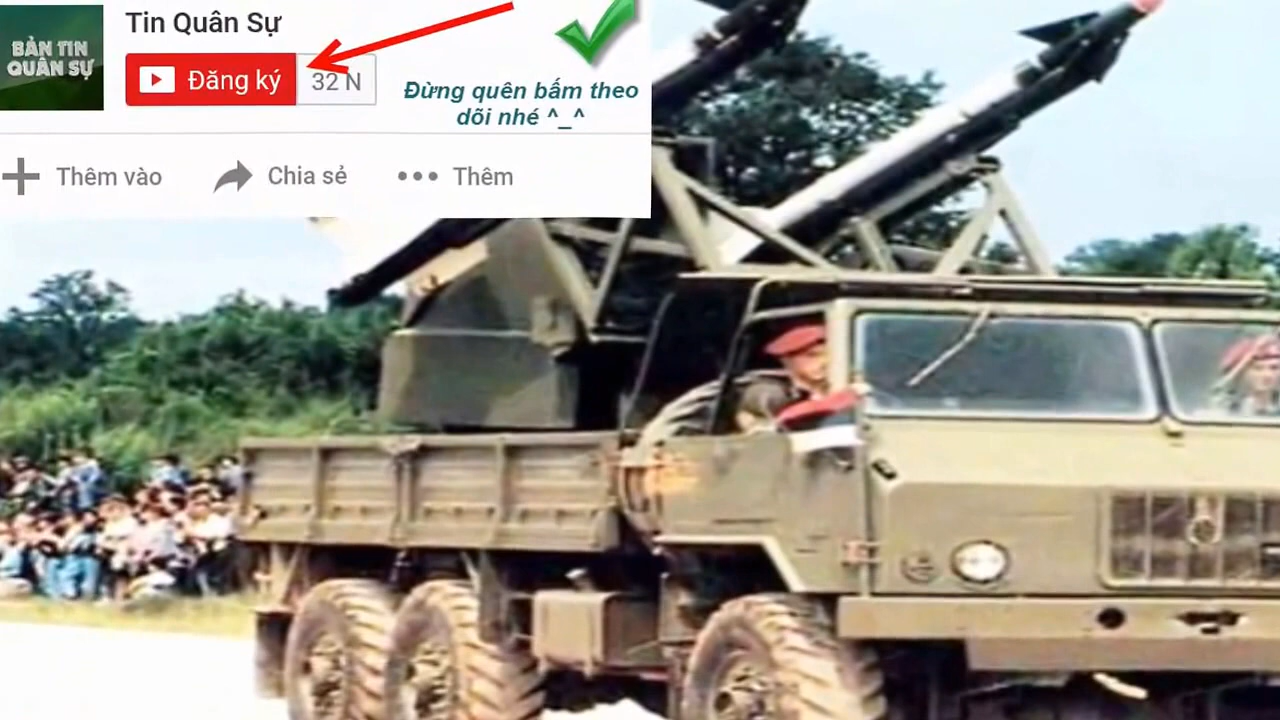 Tin Quân Sự
BẢN TIN
QUÂN SỰ
Đăng ký
32 N
Đừng quên bấm theo
dõi nhé ^_^
Thêm vào
Chia sẻ
Thêm